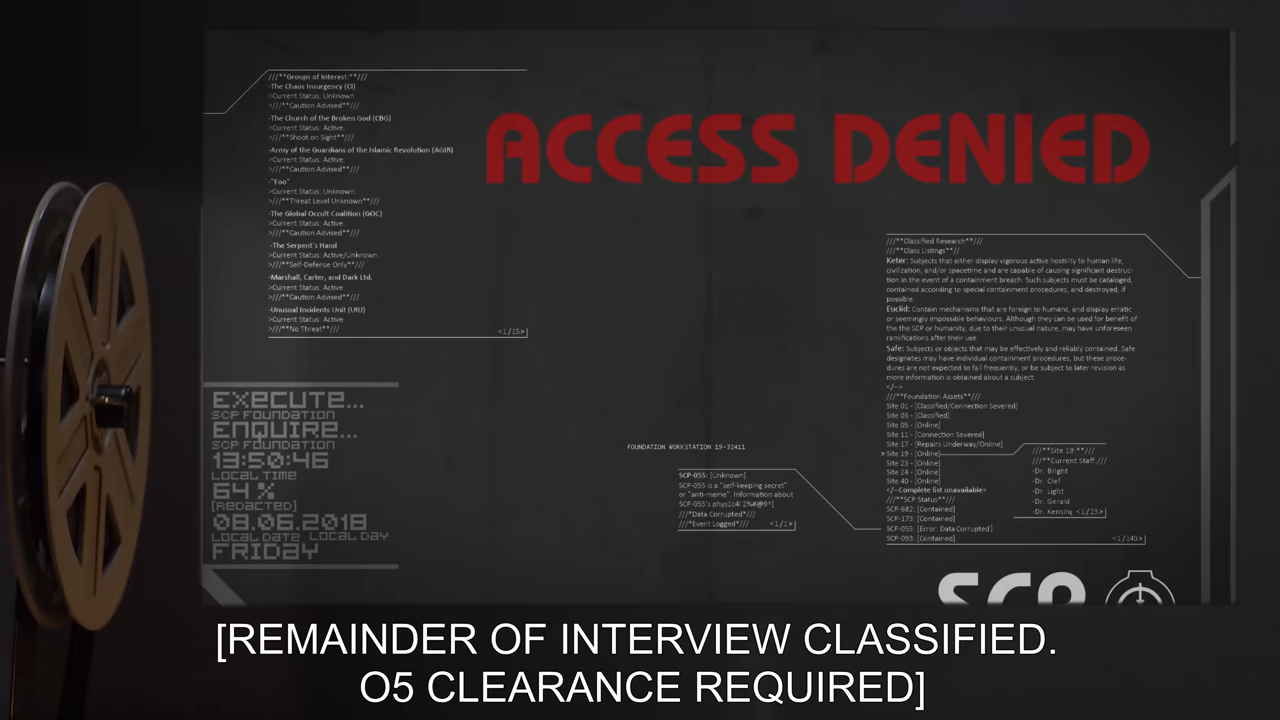 ///**Groups of Interest:**///
-The Chaos Insurgency (CI)
>Current Status: Unknown
>///**Caution Advised**///
-The Church of the Broken God (CBG)
>Current Status: Active.
>///**Shoot on Sight**///
-Army of the Guardians of the Islamic Revolution (AGIR)
>Current Status: Active.
>///**Caution Advised**///
-"Foo"
>Current Status: Unknown.
>///**Threat Level Unknown**///
-The Global Occult Coalition (GOC)
>Current Status: Active.
>///**Caution Advised**///
-The Serpent's Hand
>Current Status: Active/Unknown.
>///**Self-Defense Only**///
-Marshall, Carter, and Dark Ltd.
>Current Status: Active
>///**Caution Advised**///
-Unusual Incidents Unit (UIU)
>Current Status: Active.
>///**No Threat**///
<1/15>
ACCESS DENIED
///**Classified Research**///
///**Class Listings**//
Keter: Subjects that either display vigorous active hostility to human life,
civilization, and/or spacetime and are capable of causing significant destruc-
tion in the event of a containment breach. Such subjects must be cataloged,
contained according to special containment procedures, and destroyed, if
possible.
Euclid: Contain mechanisms that are foreign to humans, and display erratic
or seemingly impossible behaviours. Although they can be used for benefit of
the the SCP or humanity, due to their unusual nature, may have unforeseen
ramifications after their use.
Safe: Subjects or objects that may be effectively and reliably contained. Safe
designates may have individual containment procedures, but these proce-
dures are not expected to fail frequently, or be subject to later revision as
more information is obtained about a subject.
</-->
///**Foundation Assets**///
Site 01 - [Classified/Connection Severed]
Site 03 - [Classified]
Site 05 - [Online]
Site 11 - [Connection Severed]
Site 17 - [Repairs Underway/Online]
> Site 19 - [Online]
Site 23 - [Online]
Site 24 - [Online]
Site 40 - [Online]
</--Complete list unavailable>
///**SCP Status**///
SCP-682: [Contained]
SCP-173: [Contained]
SCP-055: [Error: Data Corrupted]
SCP-093: [Contained]
<1/140>
///**Site 19:**///
///**Current Staff:///
-Dr. Bright
-Dr. Clef
-Dr. Light
-Dr. Gerald
-Dr. Kensing <1/23>
EXECUTE...
SCP FOUNDATION
ENQUIRE...
SCP FOUNDATION
13:50:46
LOCAL TIME
64 %
[REDACTED]
08.06.2018
LOCAL DATE LOCAL DAY
FRIDAY
FOUNDATION WORKSTATION 19-32411
SCP-055: [Unknown]
SCP-055 is a "self-keeping secret"
or "anti-meme". Information about
///**Data Corrupted*///
///*Event Logged*/// <1/1>
SCP
[REMAINDER OF INTERVIEW CLASSIFIED.
O5 CLEARANCE REQUIRED]